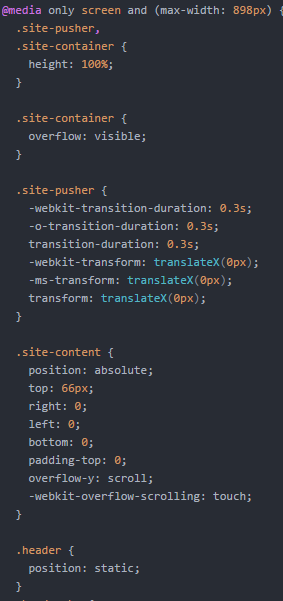 @media only screen and (max-width: 898px) {
  .site-pusher,
  .site-container {
    height: 100%;
  }

  .site-container {
    overflow: visible;
  }

  .site-pusher {
    -webkit-transition-duration: 0.3s;
    -o-transition-duration: 0.3s;
    transition-duration: 0.3s;
    -webkit-transform: translateX(0px);
    -ms-transform: translateX(0px);
    transform: translateX(0px);
  }

  .site-content {
    position: absolute;
    top: 66px;
    right: 0;
    left: 0;
    bottom: 0;
    padding-top: 0;
    overflow-y: scroll;
    -webkit-overflow-scrolling: touch;
  }

  .header {
    position: static;
  }